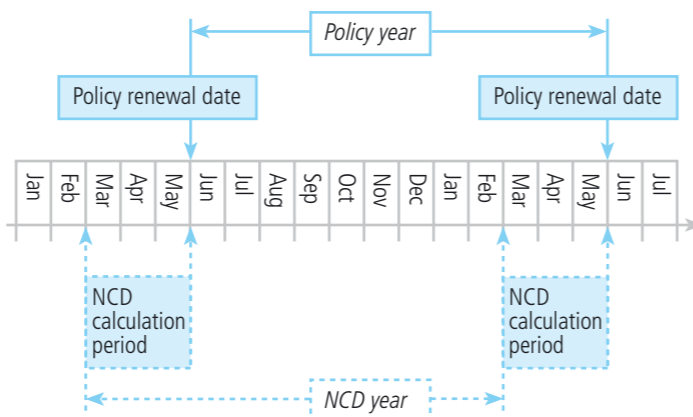 Policy year
Policy renewal date
Policy renewal date
Jan
Feb
Mar
Apr
May
Jun
Jul
Aug
Sep
Oct
Nov
Dec
Jan
Feb
Mar
Apr
May
Jun
Jul
NCD
calculation
period
NCD
calculation
period
NCD year